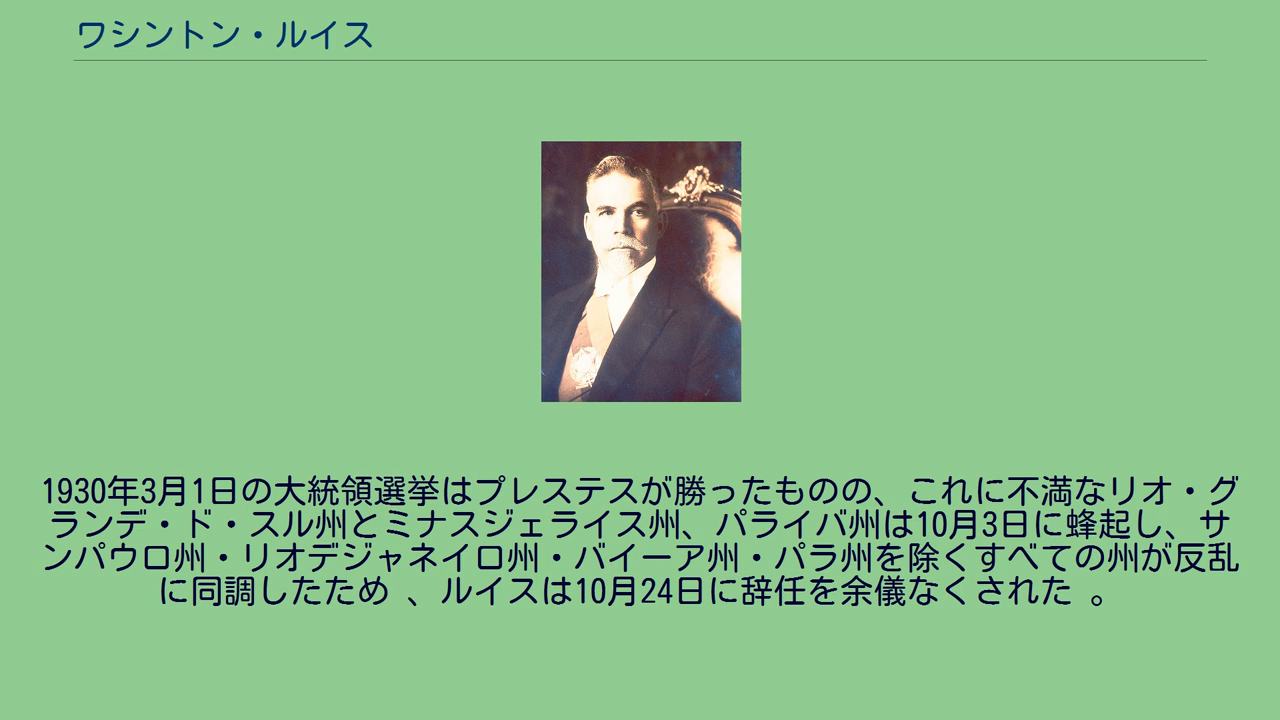 ワシントン・ルイス
1930年3月1日の大統領選挙はプレステスが勝ったものの、これに不満なリオ・グ
ランデ・ド・スル州とミナスジェライス州、パライバ州は10月3日に蜂起し、サ
ンパウロ州・リオデジャネイロ州・バイーア州・パラ州を除くすべての州が反乱
に同調したため 、ルイスは10月24日に辞任を余儀なくされた 。